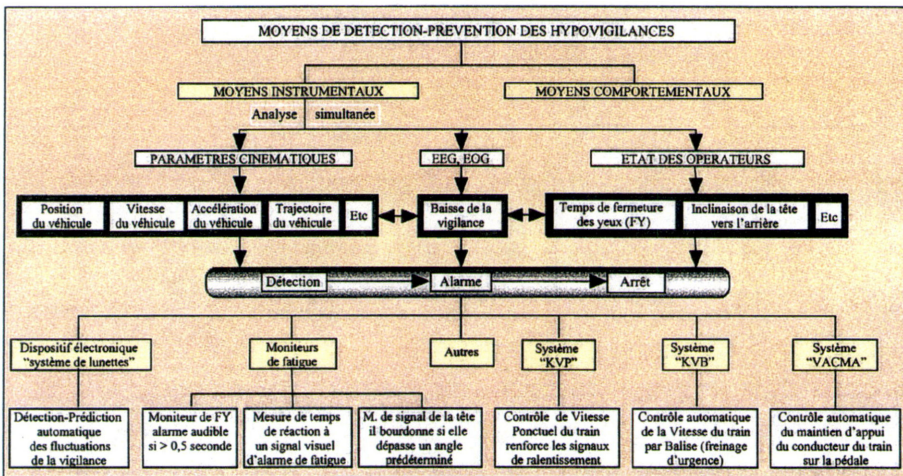 MOYENS DE DETECTION-PREVENTION DES HYPOVIGILANCES
MOYENS INSTRUMENTAUX
MOYENS COMPORTEMENTAUX
Analyse simultanée
PARAMETRES CINEMATIQUES
EEG, EOG
ETAT DES OPERATEURS
Position
du véhicule
Vitesse
du véhicule
Accélération
du véhicule
Trajectoire
du véhicule
Etc
Baisse de la
vigilance
Temps de fermeture
des yeux (FY)
Inclinaison de la tête
vers l'arrière
Etc
Détection
Alarme
Arrêt
Dispositif électronique
"système de lunettes"
Moniteurs
de fatigue
Autres
Système
"KVP"
Système
"KVB"
Système
"VACMA"
Détection-Prédiction
automatique
des fluctuations
de la vigilance
Moniteur de FY
alarme audible
si > 0,5 seconde
Mesure de temps
de réaction à
un signal visuel
d'alarme de fatigue
M. de signal de la tête
il bourdonne si elle
dépasse un angle
prédéterminé
Contrôle de Vitesse
Ponctuel du train
renforce les signaux
de ralentissement
Contrôle automatique
de la Vitesse du train
par Balise (freinage
d'urgence)
Contrôle automatique
du maintien d'appui
du conducteur du train
sur la pédale